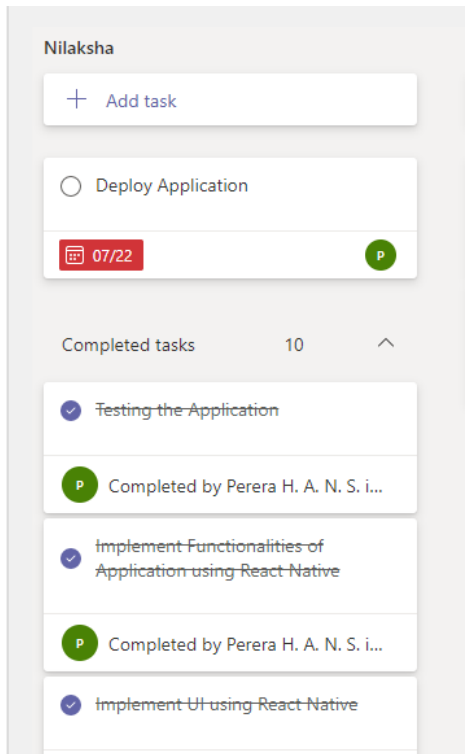 Nilaksha
Add task
Deploy Application
07/22
P
Completed tasks 10
Testing the Application
P Completed by Perera H. A. N. S. i...
Implement Functionalities of
Application using React Native
P Completed by Perera H. A. N. S. i...
Implement UI using React Native